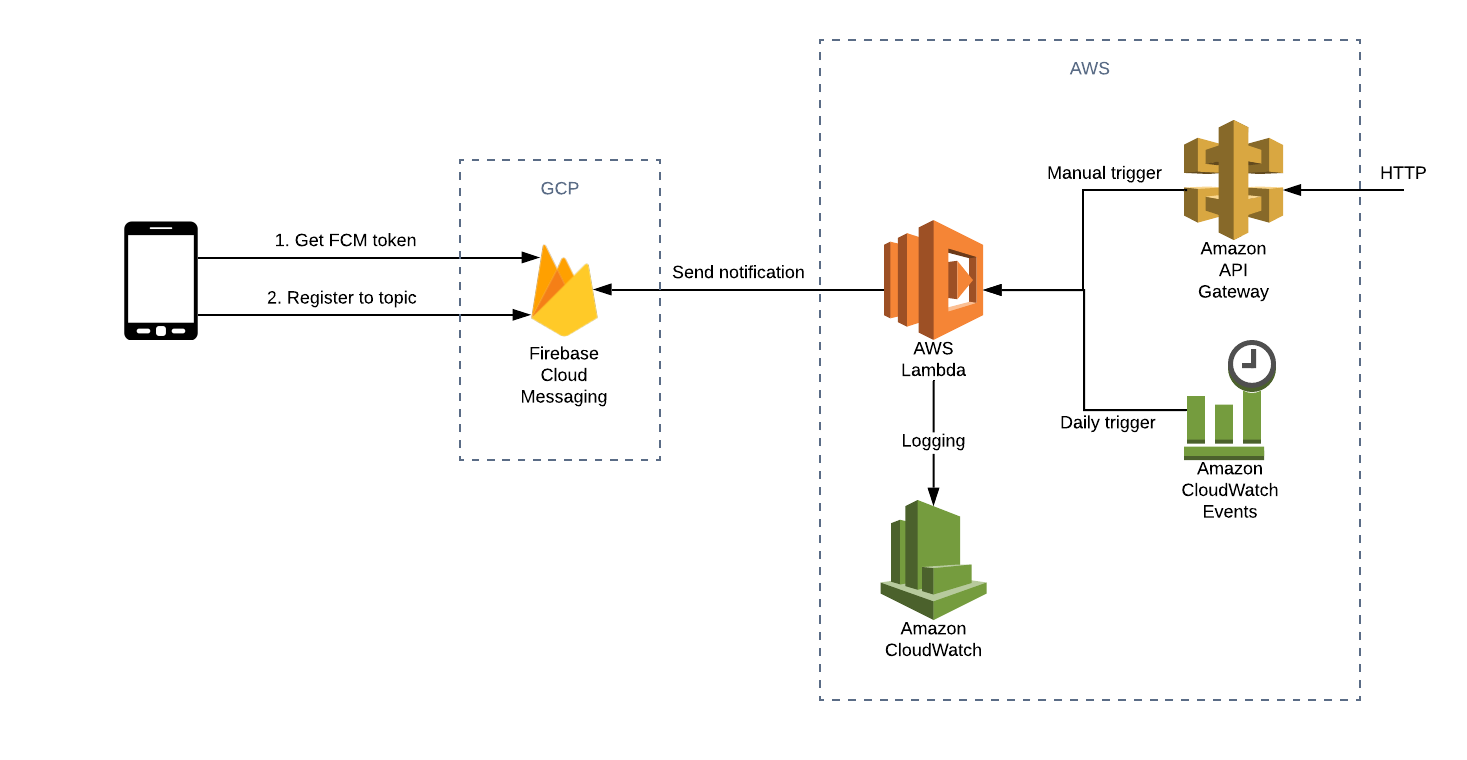 AWS
GCP
Manual trigger
HTTP
1. Get FCM token
Amazon
API
Gateway
Send notification
2. Register to topic
Firebase
Cloud
Messaging
AWS
Lambda
Daily trigger
Logging
Amazon
CloudWatch
Events
Amazon
CloudWatch